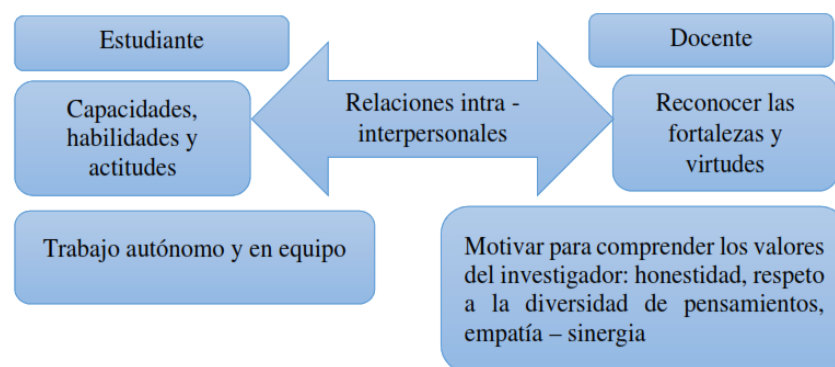 Estudiante
Docente
Capacidades,
habilidades y
actitudes
Relaciones intra -
interpersonales
Reconocer las
fortalezas y
virtudes
Trabajo autónomo y en equipo
Motivar para comprender los valores
del investigador: honestidad, respeto
a la diversidad de pensamientos,
empatía – sinergia